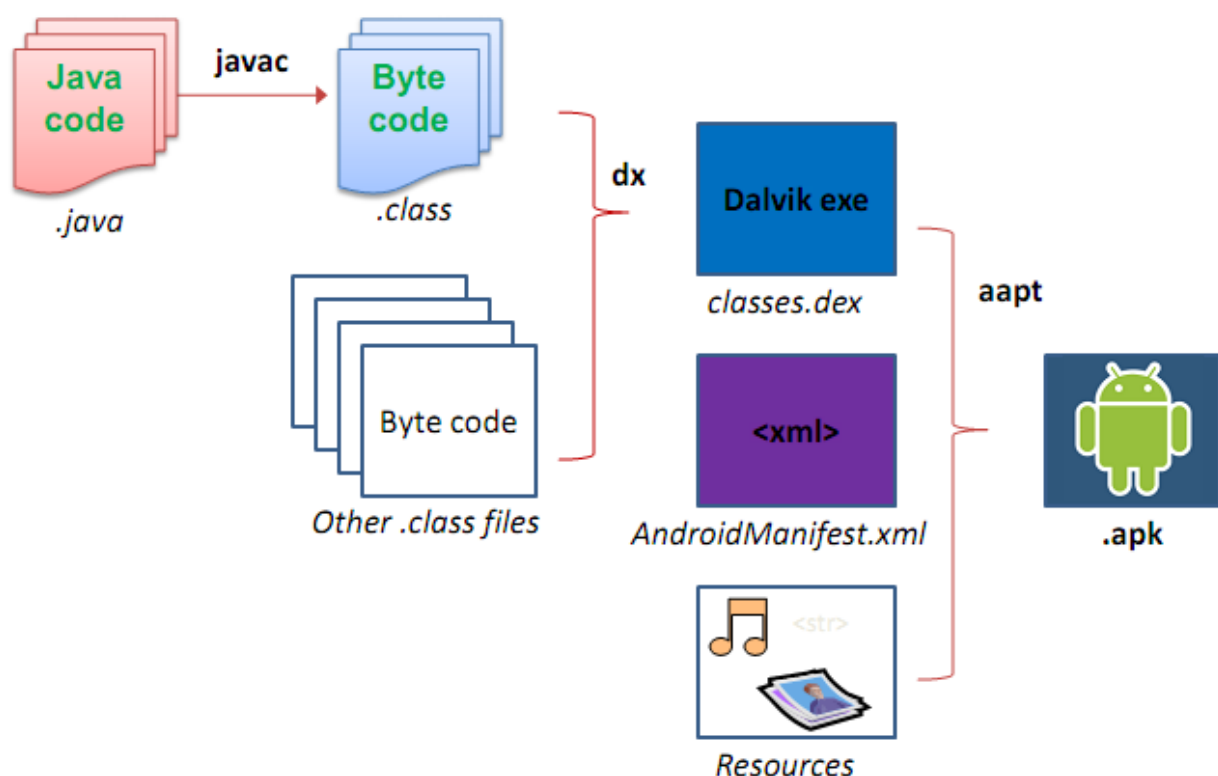 Java
code
.java
javac
Byte
code
.class
Byte code
Other .class files
dx
Dalvik exe
classes.dex
<xml>
AndroidManifest.xml
<str>
Resources
aapt
.apk